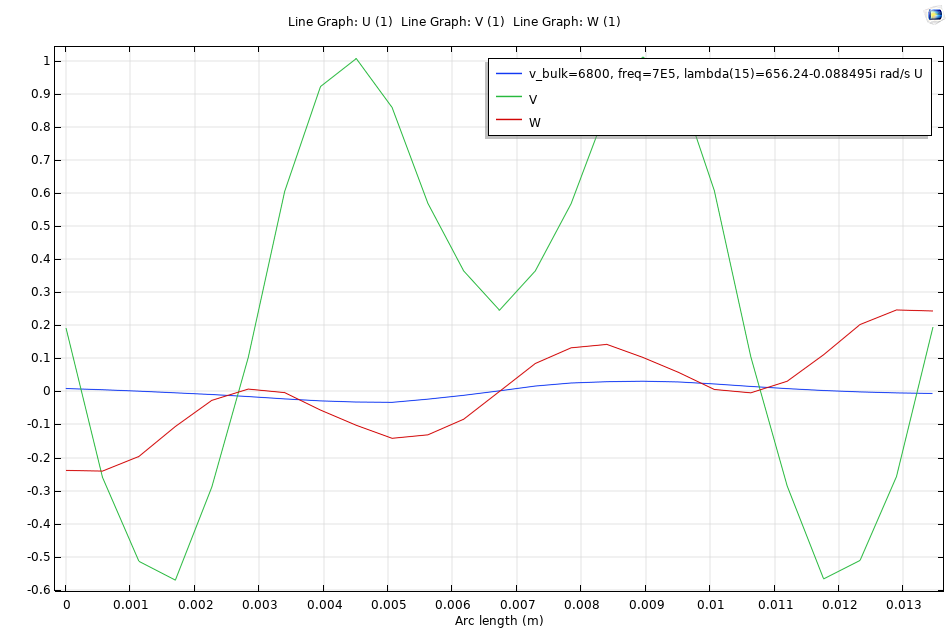 Line Graph: U (1)  Line Graph: V (1)  Line Graph: W (1)
v_bulk=6800, freq=7E5, lambda(15)=656.24-0.088495i rad/s U
V
W
1
0.9
0.8
0.7
0.6
0.5
0.4
0.3
0.2
0.1
0
-0.1
-0.2
-0.3
-0.4
-0.5
-0.6
0 0.001 0.002 0.003 0.004 0.005 0.006 0.007 0.008 0.009 0.01 0.011 0.012 0.013
Arc length (m)